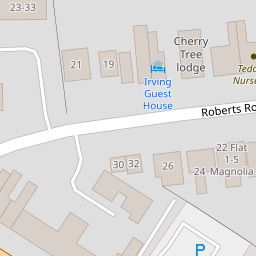 23-33
Cherry
Tree
lodge
21
19
Irving
Guest
House
Roberts
30
32
26
24
22 Flat
1-5
Magnolia
P